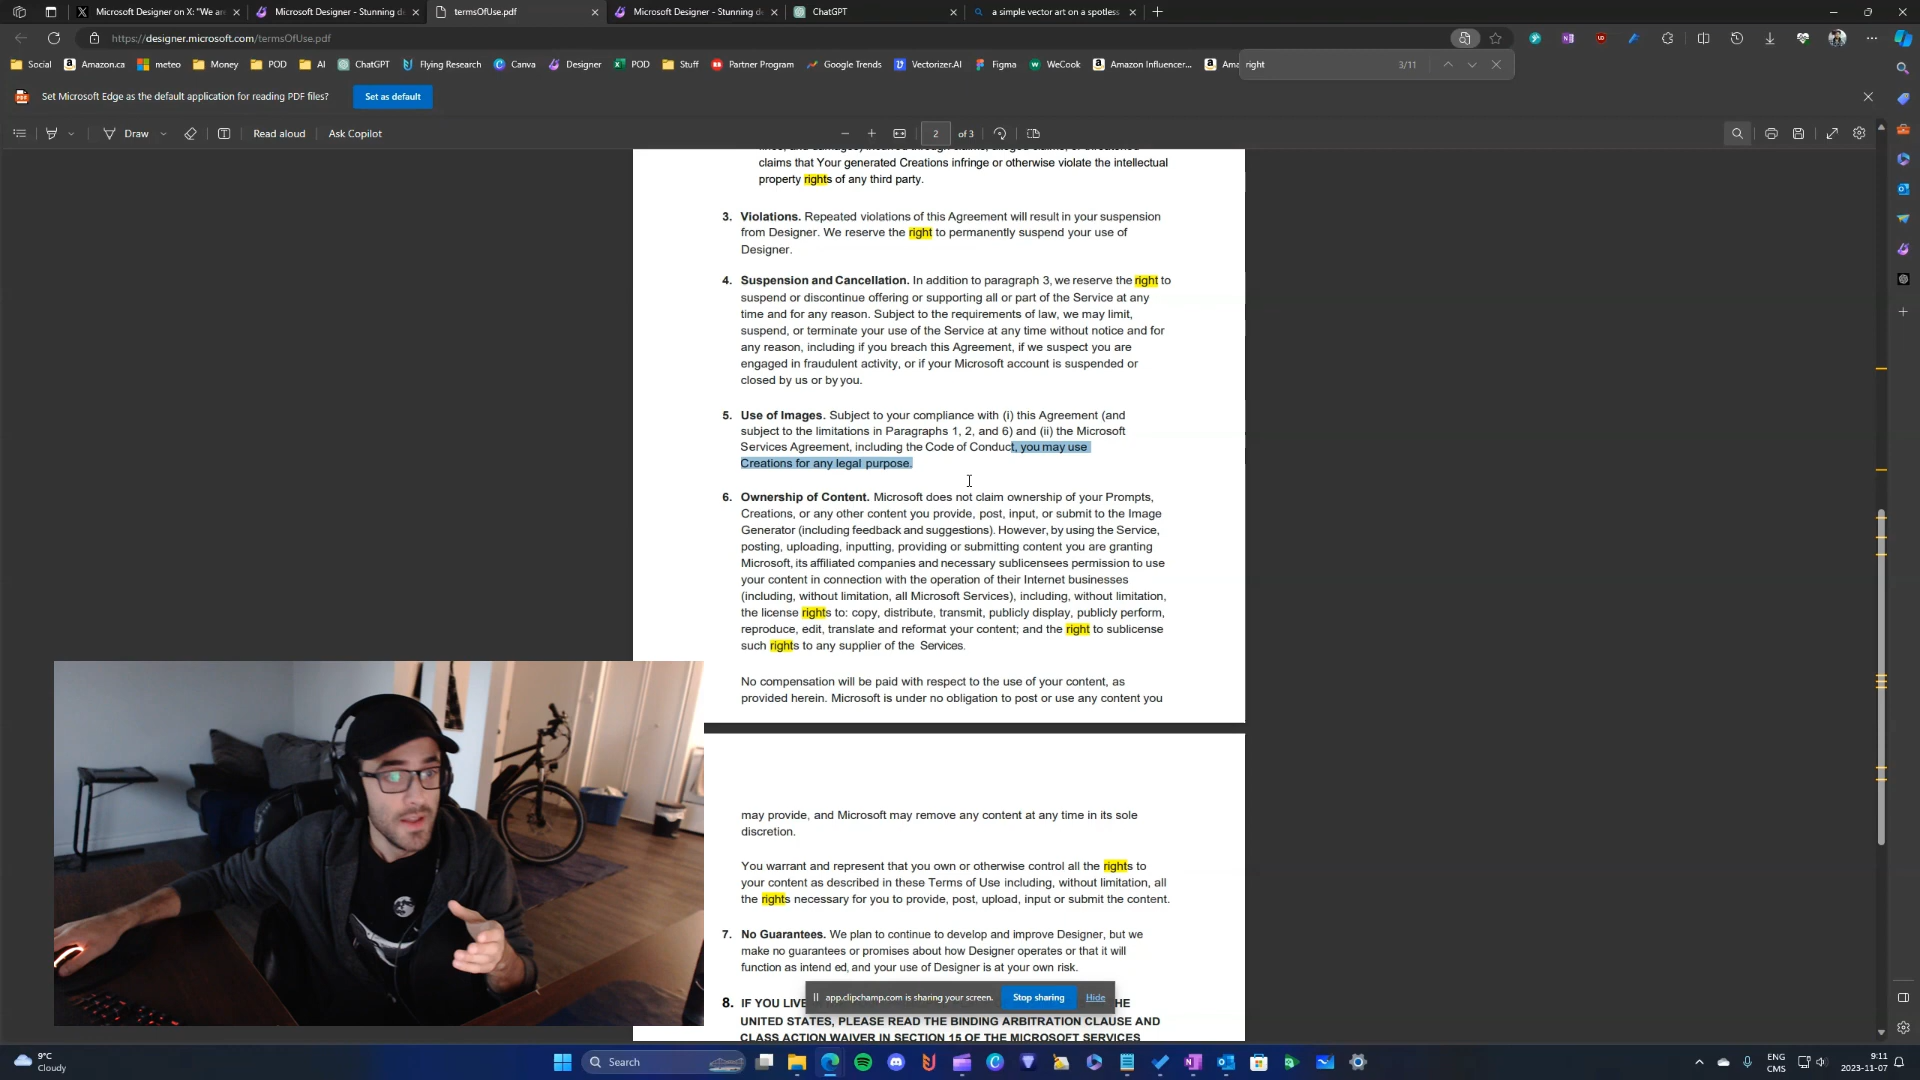 Microsoft Designer on X: "We ar
Microsoft Designer - Stunning d
termsOfUse.pdf
Microsoft Designer - Stunning d
ChatGPT
a simple vector art on a spotless
https://designer.microsoft.com/termsOfUse.pdf
Social
Amazon.ca
meteo
Money
POD
AI
ChatGPT
Flying Research
Canva
Designer
POD
Stuff
Partner Program
Google Trends
Vectorizer.AI
Figma
WeCook
Amazon Influencer...
Ama
right
3/11
Set Microsoft Edge as the default application for reading PDF files?
Set as default
Draw
Read aloud
Ask Copilot
2
of 3
claims that Your generated Creations infringe or otherwise violate the intellectual
property rights of any third party.
3. Violations. Repeated violations of this Agreement will result in your suspension
from Designer. We reserve the right to permanently suspend your use of
Designer.
4. Suspension and Cancellation. In addition to paragraph 3, we reserve the right to
suspend or discontinue offering or supporting all or part of the Service at any
time and for any reason. Subject to the requirements of law, we may limit,
suspend, or terminate your use of the Service at any time without notice and for
any reason, including if you breach this Agreement, if we suspect you are
engaged in fraudulent activity, or if your Microsoft account is suspended or
closed by us or by you.
5. Use of Images. Subject to your compliance with (i) this Agreement (and
subject to the limitations in Paragraphs 1, 2, and 6) and (ii) the Microsoft
Services Agreement, including the Code of Conduct, you may use
Creations for any legal purpose.
6. Ownership of Content. Microsoft does not claim ownership of your Prompts,
Creations, or any other content you provide, post, input, or submit to the Image
Generator (including feedback and suggestions). However, by using the Service,
posting, uploading, inputting, providing or submitting content you are granting
Microsoft, its affiliated companies and necessary sublicensees permission to use
your content in connection with the operation of their Internet businesses
(including, without limitation, all Microsoft Services), including, without limitation,
the license rights to: copy, distribute, transmit, publicly display, publicly perform,
reproduce, edit, translate and reformat your content; and the right to sublicense
such rights to any supplier of the Services.
No compensation will be paid with respect to the use of your content, as
provided herein. Microsoft is under no obligation to post or use any content you
may provide, and Microsoft may remove any content at any time in its sole
discretion.
You warrant and represent that you own or otherwise control all the rights to
your content as described in these Terms of Use including, without limitation, all
the rights necessary for you to provide, post, upload, input or submit the content.
7. No Guarantees. We plan to continue to develop and improve Designer, but we
make no guarantees or promises about how Designer operates or that it will
function as intend ed, and your use of Designer is at your own risk.
8. IF YOU LIVE
HE
UNITED STATES, PLEASE READ THE BINDING ARBITRATION CLAUSE AND
CLASS ACTION WAIVER IN SECTION 15 OF THE MICROSOFT SERVICES
app.clipchamp.com is sharing your screen.
Stop sharing
Hide
9°C
Cloudy
Search
ENG
CMS
9:11
2023-11-07